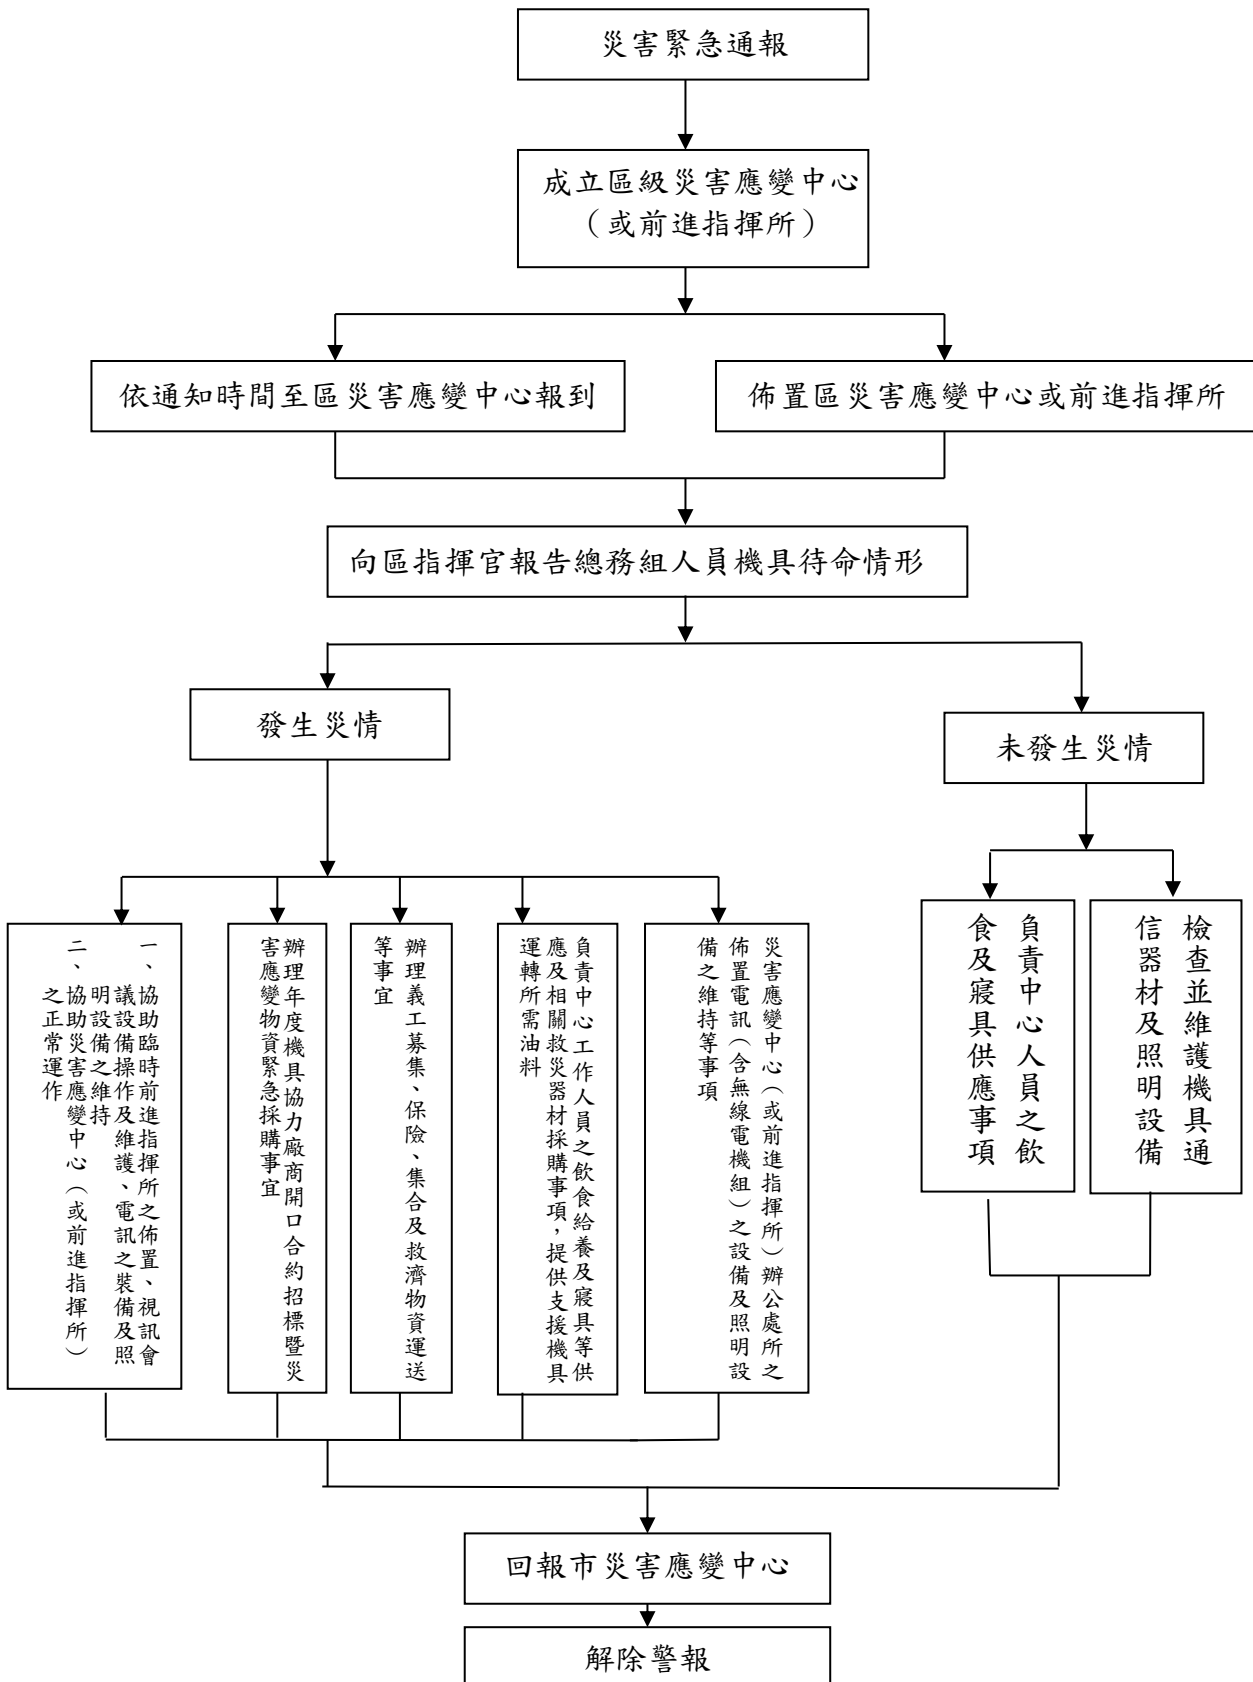 災害緊急通報
成立區級災害應變中心
（或前進指揮所）
依通知時間至區災害應變中心報到
佈置區災害應變中心或前進指揮所
向區指揮官報告總務組人員機具待命情形
發生災情
未發生災情
一、協助臨時前進指揮所之佈置、視訊會
議設備操作及維護、電訊之裝備及照
明設備之維持
二、協助災害應變中心（或前進指揮所）
之正常運作
辦理年度機具協力廠商開口合約招標暨災
害應變物資緊急採購事宜
辦理義工募集、保險、集合及救濟物資運送
等事宜
負責中心工作人員之飲食給養及寢具等供
應及相關救災器材採購事項，提供支援機具
運轉所需油料
災害應變中心（或前進指揮所）辦公處所之
佈置電訊（含無線電機組）之設備及照明設
備之維持等事項
負責中心人員之飲
食及寢具供應事項
檢查並維護機具通
信器材及照明設備
回報市災害應變中心
解除警報